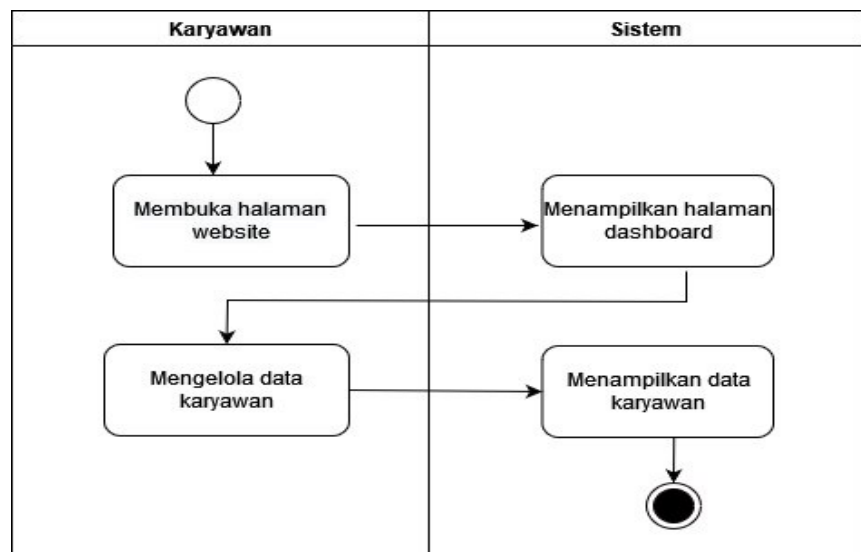 Karyawan
Sistem
Membuka halaman
website
Menampilkan halaman
dashboard
Mengelola data
karyawan
Menampilkan data
karyawan